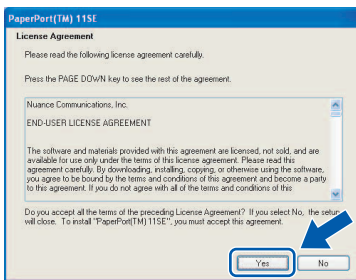 PaperPort(TM) 11SE
License Agreement
Please read the following license agreement carefully.
Press the PAGE DOWN key to see the rest of the agreement.
Nuance Communications, Inc.
END-USER LICENSE AGREEMENT
The software and materials provided with this agreement are licensed, not sold, and are
available for use only under the terms of this license agreement. Please read this
agreement carefully. By downloading, installing, copying, or otherwise using the software,
you agree to be bound by the terms and conditions of this agreement and become a party
to this agreement. If you do not agree with all of the terms and conditions of this
Do you accept all the terms of the preceding License Agreement? If you select No, the setup
will close. To install "PaperPort(TM) 11SE", you must accept this agreement.
Yes
No